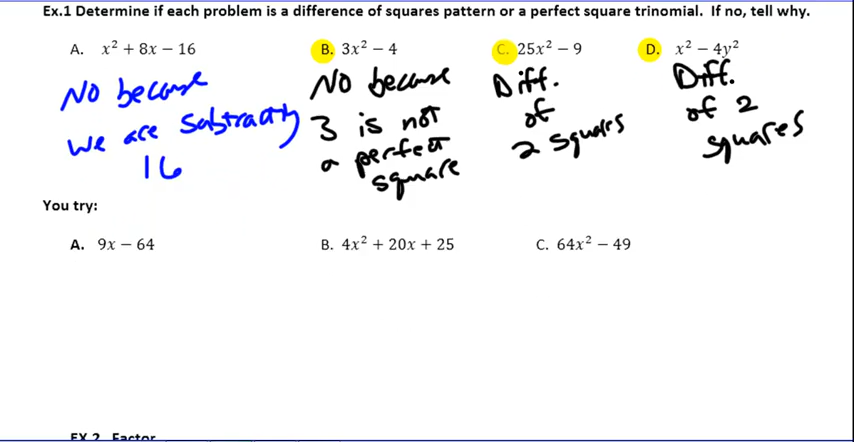 Ex.1 Determine if each problem is a difference of squares pattern or a perfect square trinomial. If no, tell why.
A. x² + 8x − 16 B. 3x² − 4 C. 25x² − 9 D. x² − 4y²
No because
we are subtracting
16
No because
3 is not
a perfect
square
Diff.
of
2 squares
Diff.
of 2
squares
You try:
A. 9x − 64 B. 4x² + 20x + 25 C. 64x² − 49
EX 2 Factor